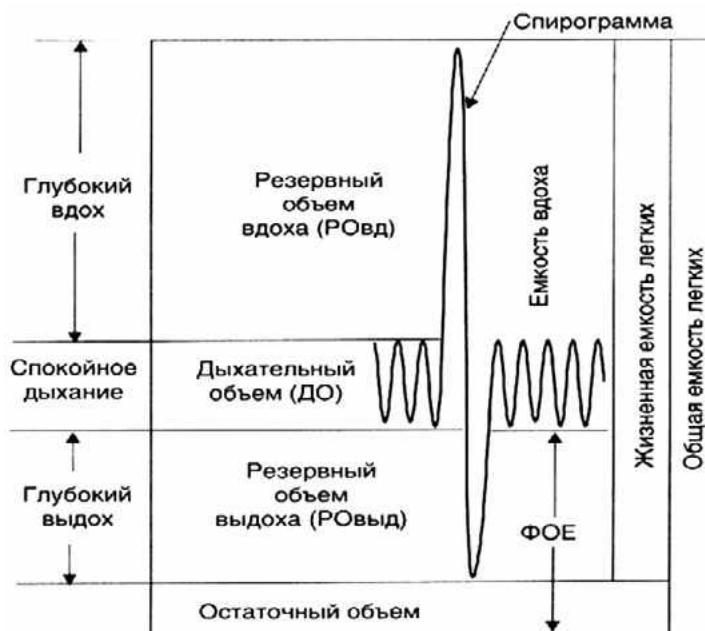 Спирограмма
Глубокий
вдох
Резервный
объем
вдоха (РОвд)
Емкость вдоха
Жизненная емкость легких
Общая емкость легких
Спокойное
дыхание
Дыхательный
объем (ДО)
Глубокий
выдох
Резервный
объем
выдоха (РОвыд)
ФОЕ
Остаточный объем